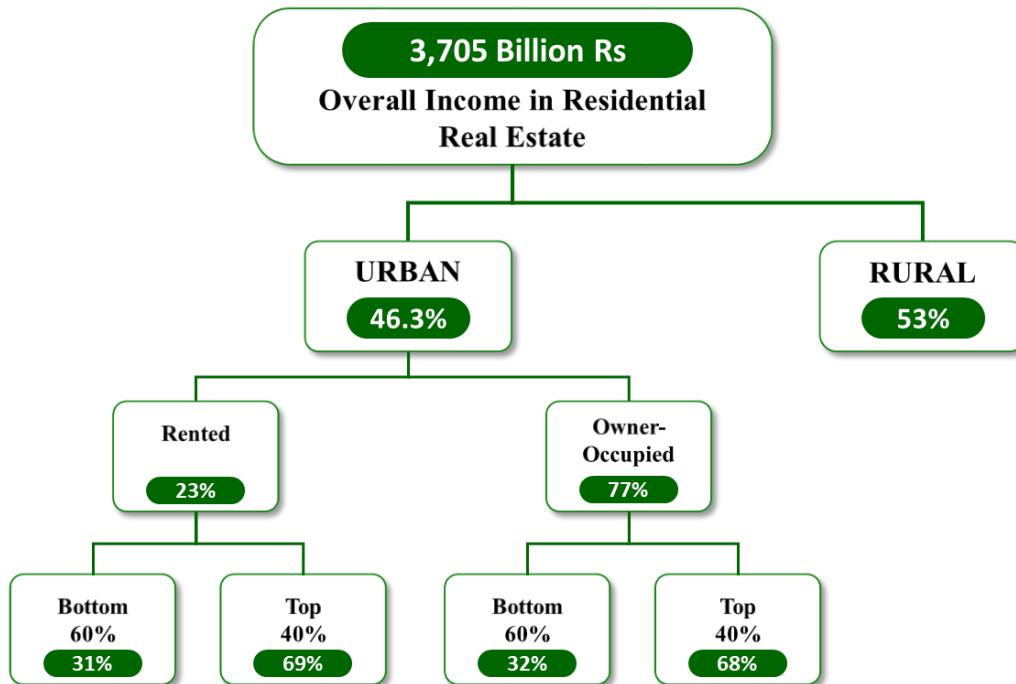 3,705 Billion Rs
Overall Income in Residential
Real Estate
URBAN
46.3%
RURAL
53%
Rented
23%
Owner-
Occupied
77%
Bottom
60%
31%
Top
40%
69%
Bottom
60%
32%
Top
40%
68%